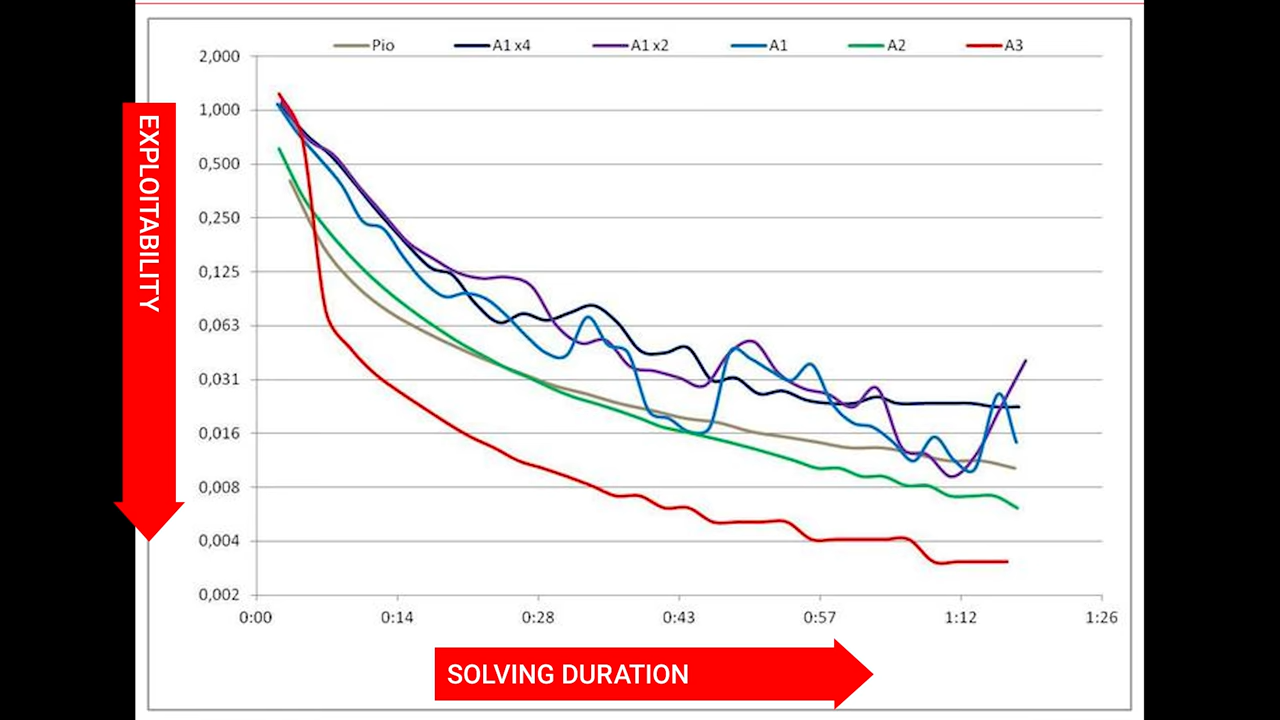 Pio A1 x4 A1 x2 A1 A2 A3
2,000
1,000
0,500
0,250
0,125
0,063
0,031
0,016
0,008
0,004
0,002
EXPLOITABILITY
0:00 0:14 0:28 0:43 0:57 1:12 1:26
SOLVING DURATION